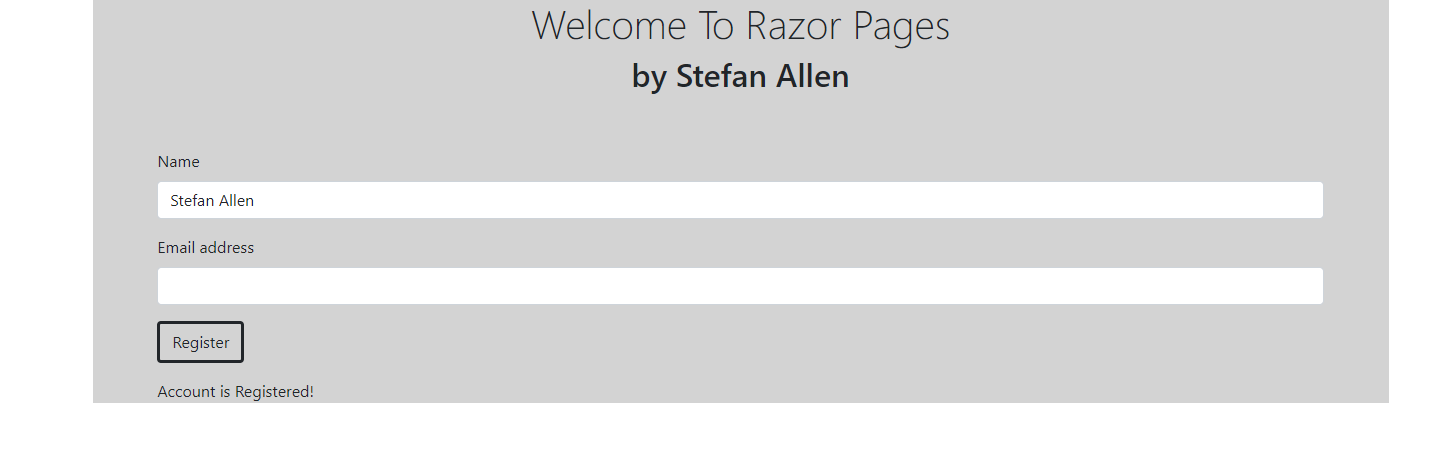 Welcome To Razor Pages
by Stefan Allen
Name
Stefan Allen
Email address
Register
Account is Registered!